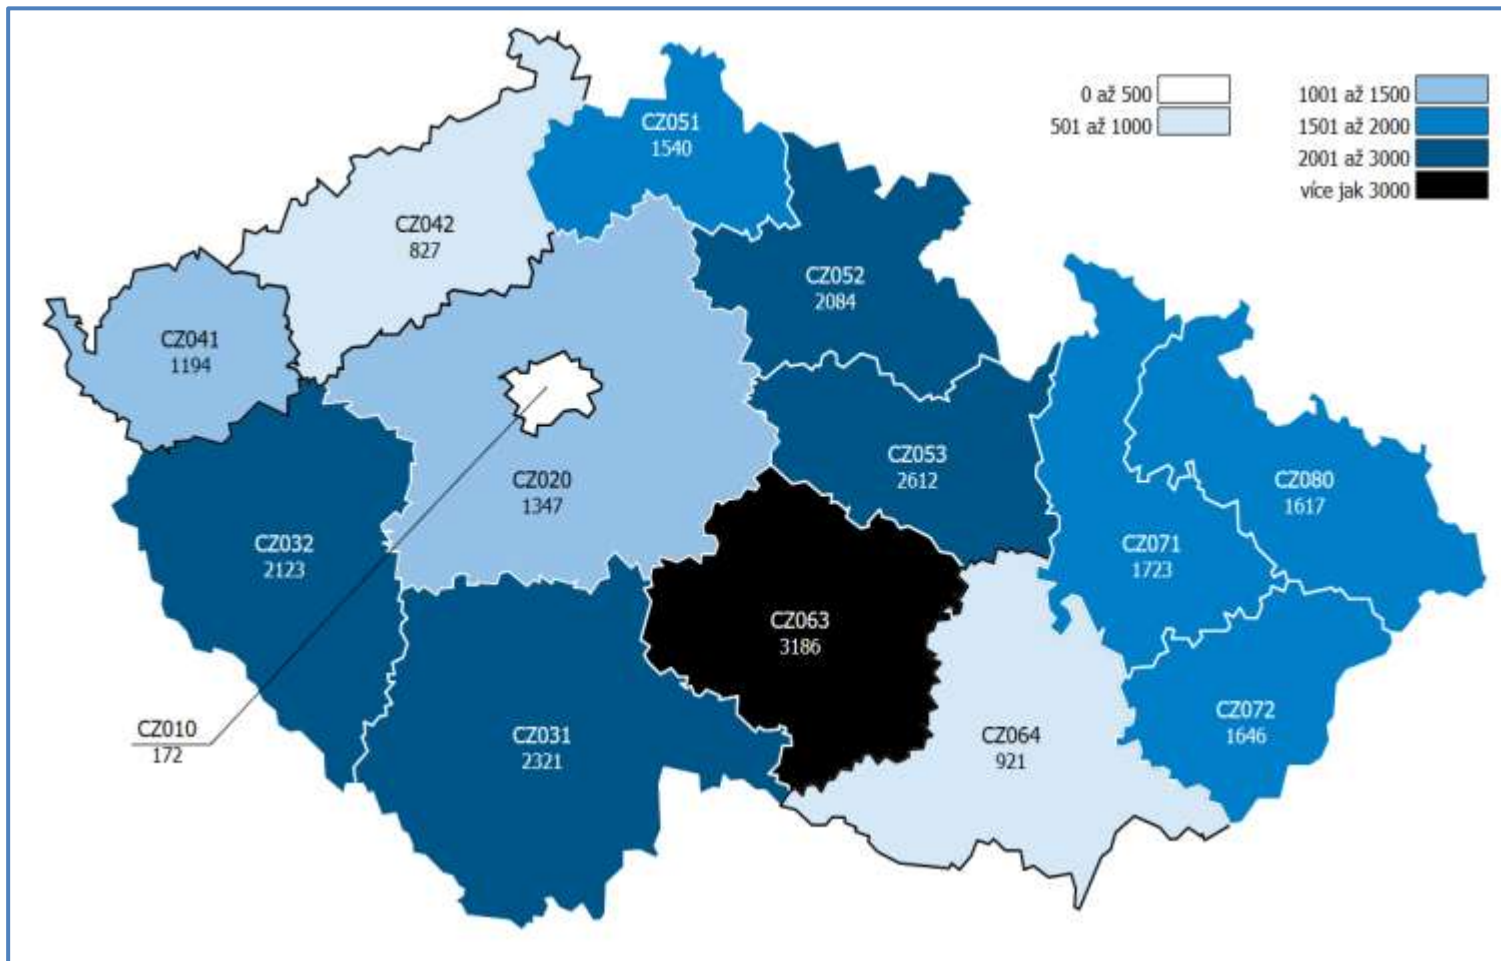 0 až 500
501 až 1000
1001 až 1500
1501 až 2000
2001 až 3000
více jak 3000
CZ051
1540
CZ042
827
CZ052
2084
CZ041
1194
CZ053
2612
CZ020
1347
CZ080
1617
CZ032
2123
CZ071
1723
CZ063
3186
CZ010
172
CZ031
2321
CZ064
921
CZ072
1646